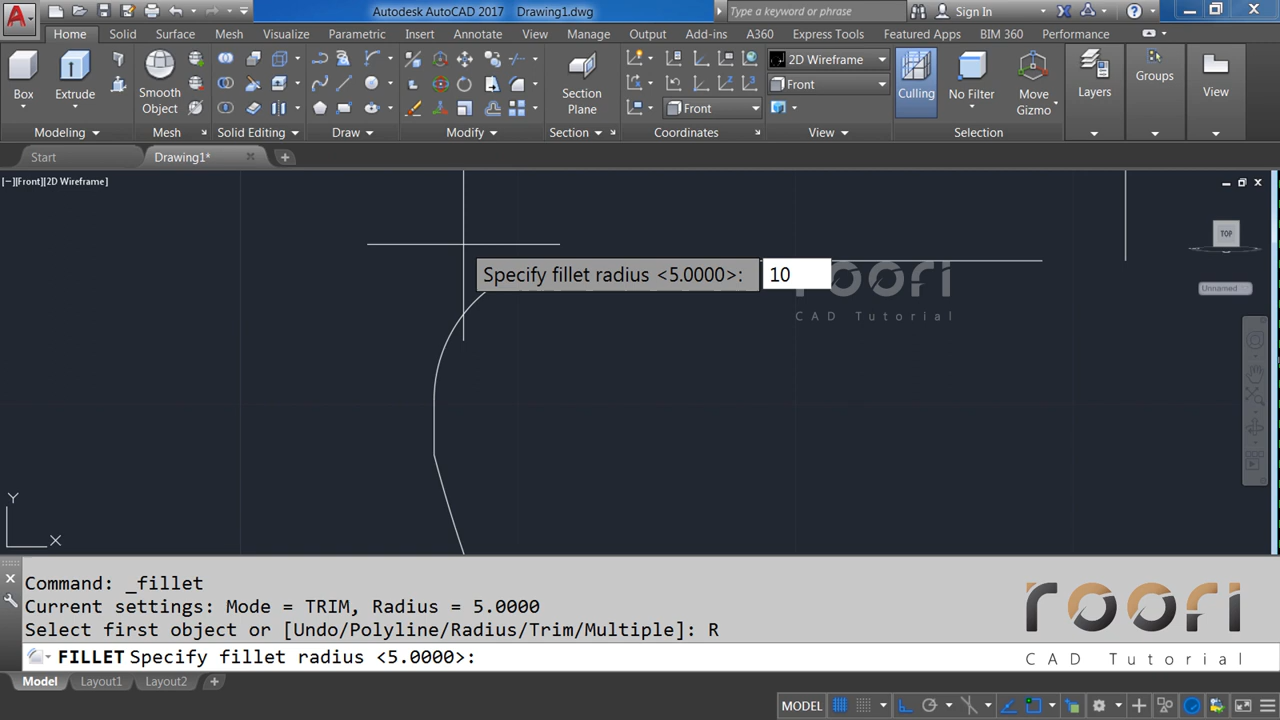 Autodesk AutoCAD 2017 Drawing1.dwg
Type a keyword or phrase
Sign In
Home Solid Surface Mesh Visualize Parametric Insert Annotate View Manage Output Add-ins A360 Express Tools Featured Apps BIM 360 Performance
Box
Extrude
Smooth
Object
Section
Plane
2D Wireframe
Front
Front
Culling
No Filter
Move
Gizmo
Layers
Groups
View
Modeling
Mesh
Solid Editing
Draw
Modify
Section
Coordinates
View
Selection
Start
Drawing1*
[−][Front][2D Wireframe]
TOP
Unnamed
Specify fillet radius <5.0000>: 10
roofi
CAD Tutorial
Y
X
Command: _fillet
Current settings: Mode = TRIM, Radius = 5.0000
Select first object or [Undo/Polyline/Radius/Trim/Multiple]: R
FILLET Specify fillet radius <5.0000>:
roofi
CAD Tutorial
Model Layout1 Layout2
MODEL